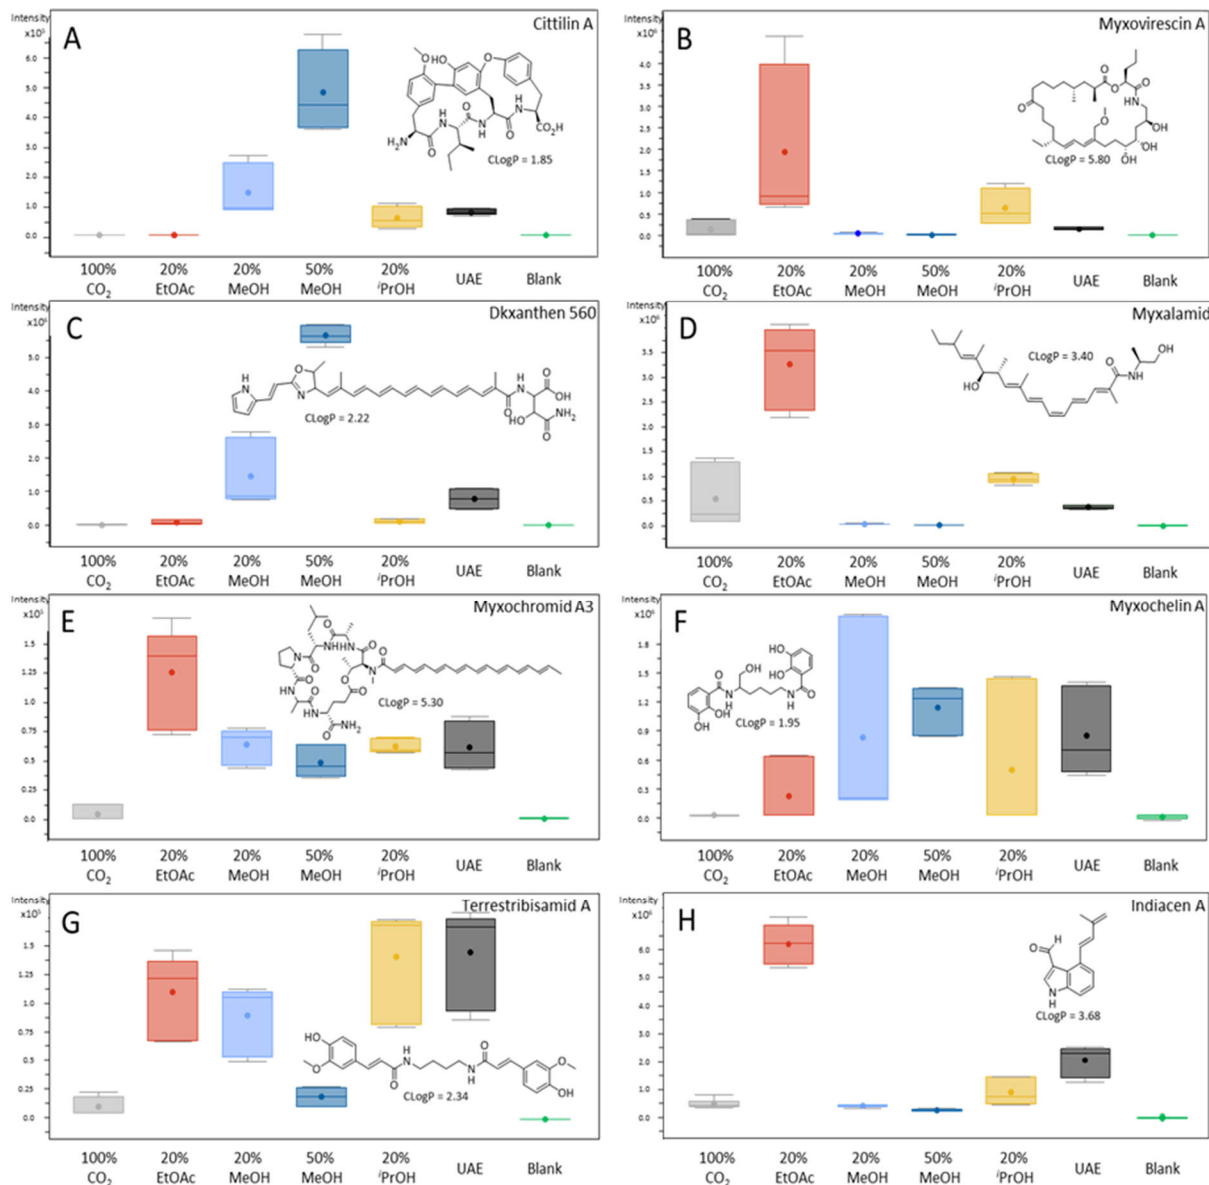 Intensity
x10⁵
A
Cittilin A
6.0
5.0
4.0
3.0
2.0
1.0
0.0
CLogP = 1.85
100% CO₂
20% EtOAc
20% MeOH
50% MeOH
20% ⁱPrOH
UAE
Blank
Intensity
x10⁶
B
Myxovirescin A
4.0
3.5
3.0
2.5
2.0
1.5
1.0
0.5
0.0
CLogP = 5.80
100% CO₂
20% EtOAc
20% MeOH
50% MeOH
20% ⁱPrOH
UAE
Blank
Intensity
x10⁶
C
Dkxanthen 560
5.0
4.0
3.0
2.0
1.0
0.0
CLogP = 2.22
100% CO₂
20% EtOAc
20% MeOH
50% MeOH
20% ⁱPrOH
UAE
Blank
Intensity
x10⁶
D
Myxalamid
3.5
3.0
2.5
2.0
1.5
1.0
0.5
0.0
CLogP = 3.40
100% CO₂
20% EtOAc
20% MeOH
50% MeOH
20% ⁱPrOH
UAE
Blank
Intensity
x10⁵
E
Myxochromid A3
1.5
1.3
1.0
0.75
0.5
0.25
0.0
CLogP = 5.30
100% CO₂
20% EtOAc
20% MeOH
50% MeOH
20% ⁱPrOH
UAE
Blank
Intensity
x10⁶
F
Myxochelin A
1.8
1.5
1.2
0.9
0.6
0.3
0.0
CLogP = 1.95
100% CO₂
20% EtOAc
20% MeOH
50% MeOH
20% ⁱPrOH
UAE
Blank
Intensity
x10⁵
G
Terrestribisamid A
1.5
1.3
1.0
0.75
0.5
0.25
0.0
CLogP = 2.34
100% CO₂
20% EtOAc
20% MeOH
50% MeOH
20% ⁱPrOH
UAE
Blank
Intensity
x10⁶
H
Indiacen A
6.0
5.0
4.0
3.0
2.0
1.0
0.0
CLogP = 3.68
100% CO₂
20% EtOAc
20% MeOH
50% MeOH
20% ⁱPrOH
UAE
Blank